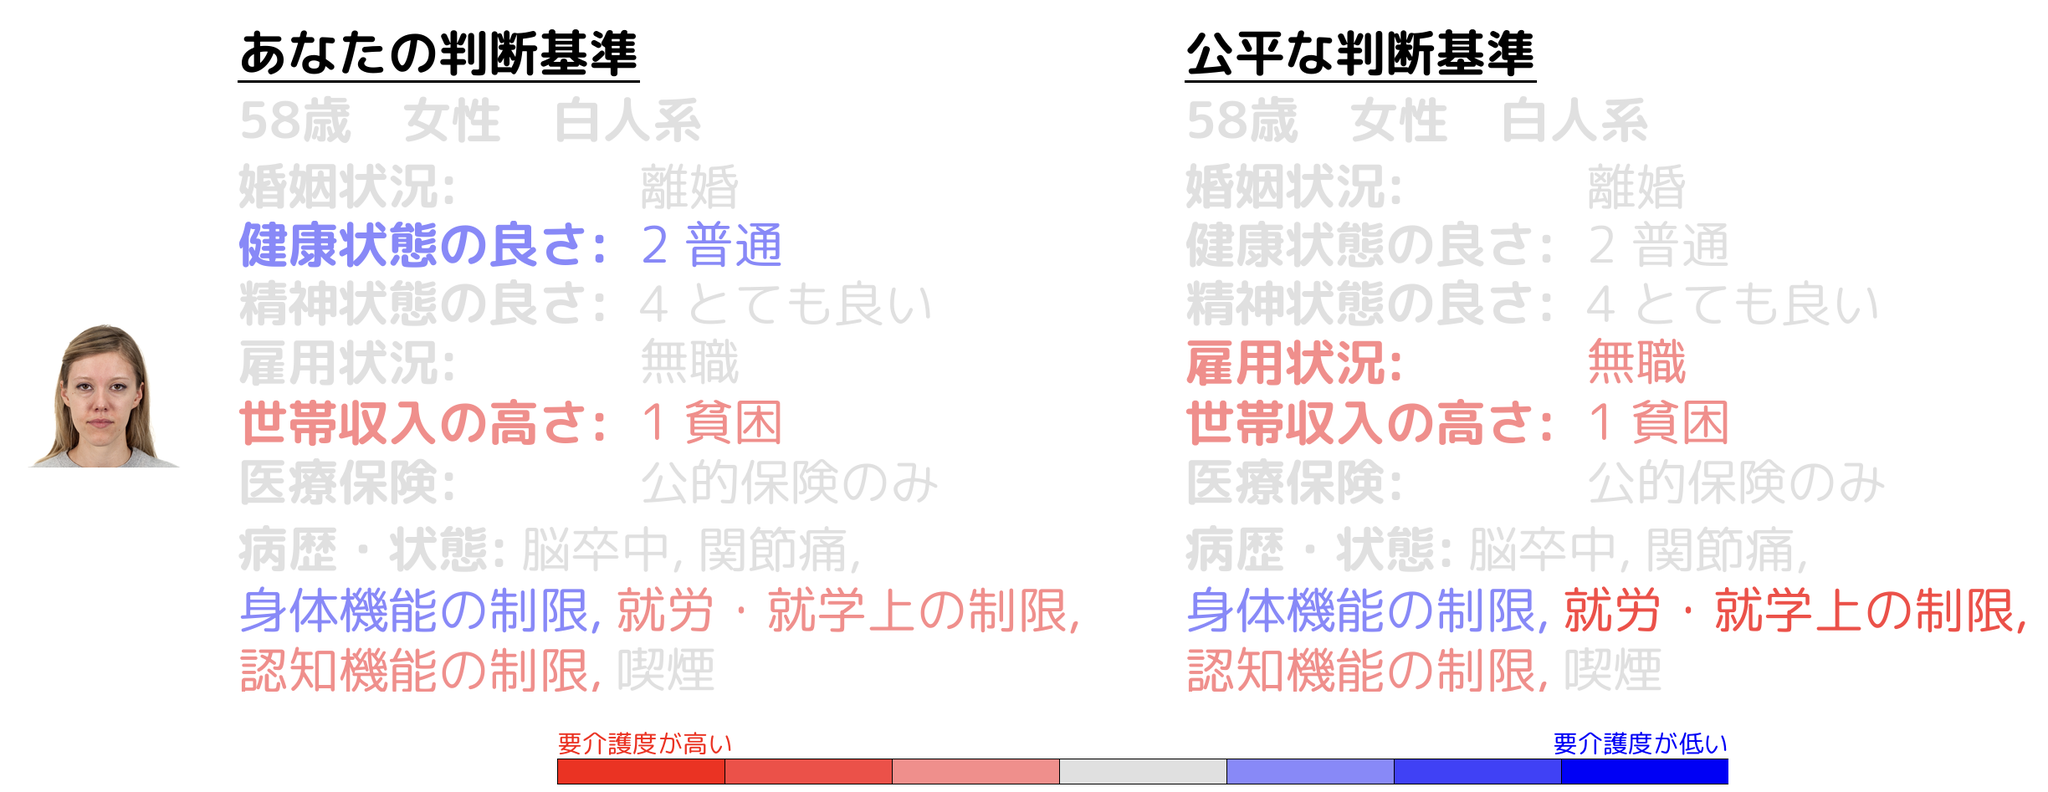 あなたの判断基準
58歳　女性　白人系
婚姻状況: 離婚
健康状態の良さ: 2 普通
精神状態の良さ: 4 とても良い
雇用状況: 無職
世帯収入の高さ: 1 貧困
医療保険: 公的保険のみ
病歴・状態: 脳卒中, 関節痛,
身体機能の制限, 就労・就学上の制限,
認知機能の制限, 喫煙
公平な判断基準
58歳　女性　白人系
婚姻状況: 離婚
健康状態の良さ: 2 普通
精神状態の良さ: 4 とても良い
雇用状況: 無職
世帯収入の高さ: 1 貧困
医療保険: 公的保険のみ
病歴・状態: 脳卒中, 関節痛,
身体機能の制限, 就労・就学上の制限,
認知機能の制限, 喫煙
要介護度が高い
要介護度が低い